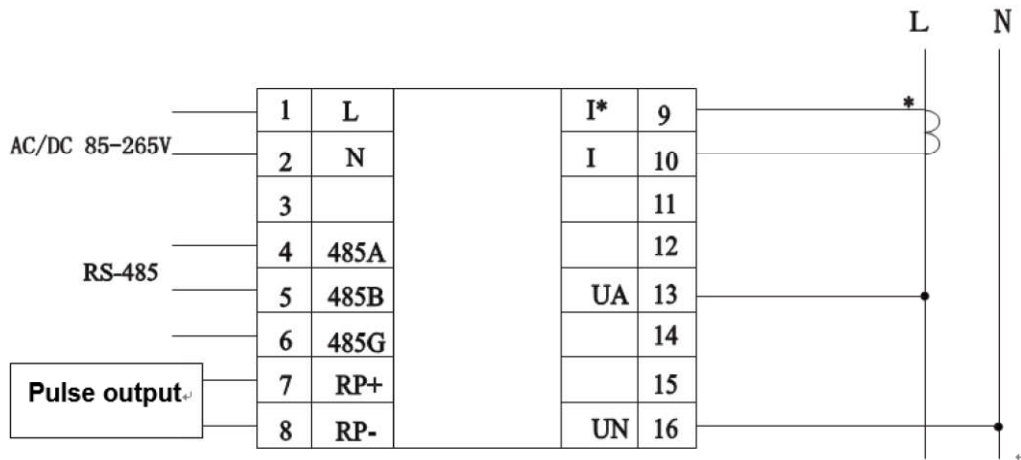 L N
1 L I* 9 *
AC/DC 85-265V
2 N I 10
3 11
4 485A 12
RS-485
5 485B UA 13
6 485G 14
Pulse output
7 RP+ 15
8 RP- UN 16